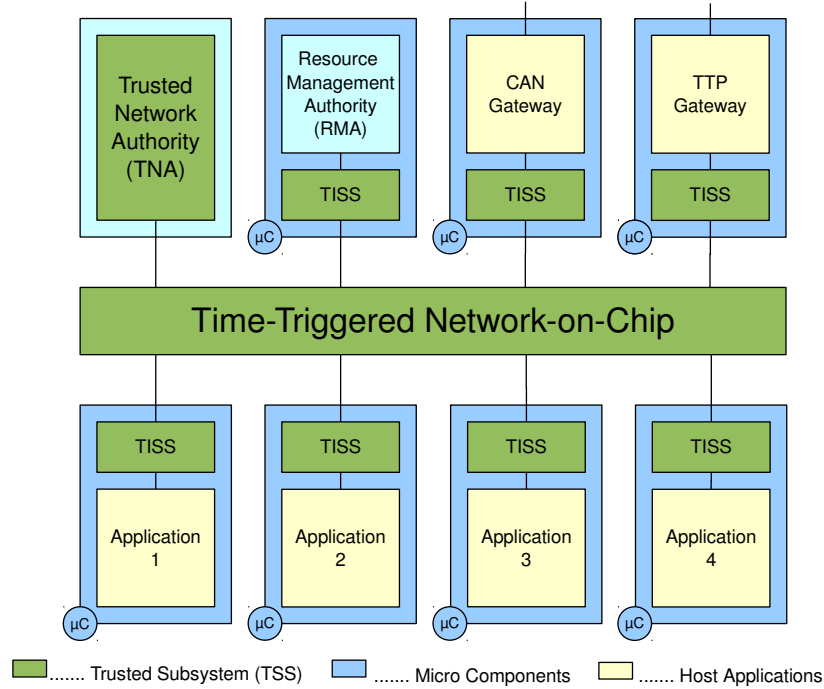 Trusted
Network
Authority
(TNA)
Resource
Management
Authority
(RMA)
CAN
Gateway
TTP
Gateway
TISS
TISS
TISS
µC
µC
µC
Time-Triggered Network-on-Chip
TISS
TISS
TISS
TISS
Application
1
Application
2
Application
3
Application
4
µC
µC
µC
µC
....... Trusted Subsystem (TSS)
....... Micro Components
....... Host Applications